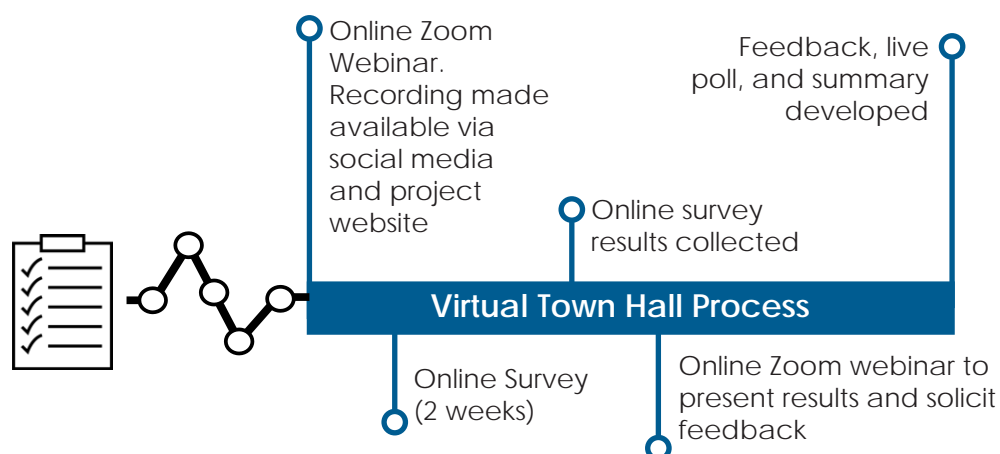 Online Zoom
Webinar.
Recording made
available via
social media
and project
website
Feedback, live
poll, and summary
developed
Online survey
results collected
Virtual Town Hall Process
Online Survey
(2 weeks)
Online Zoom webinar to
present results and solicit
feedback